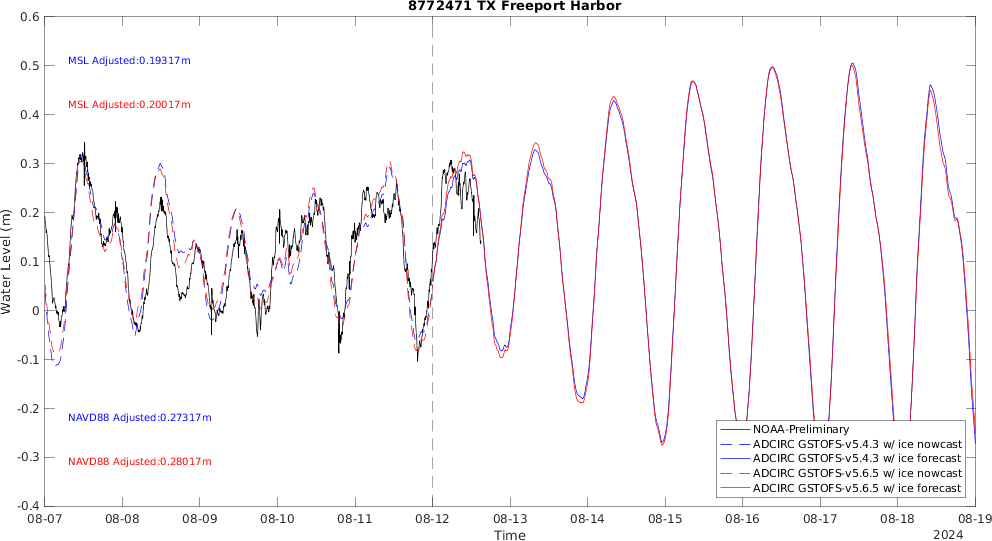 8772471 TX Freeport Harbor
0.6
0.5
0.4
0.3
0.2
0.1
0
-0.1
-0.2
-0.3
-0.4
Water Level (m)
MSL Adjusted:0.19317m
MSL Adjusted:0.20017m
NAVD88 Adjusted:0.27317m
NAVD88 Adjusted:0.28017m
NOAA-Preliminary
ADCIRC GSTOFS-v5.4.3 w/ ice nowcast
ADCIRC GSTOFS-v5.4.3 w/ ice forecast
ADCIRC GSTOFS-v5.6.5 w/ ice nowcast
ADCIRC GSTOFS-v5.6.5 w/ ice forecast
08-07 08-08 08-09 08-10 08-11 08-12 08-13 08-14 08-15 08-16 08-17 08-18 08-19
Time
2024